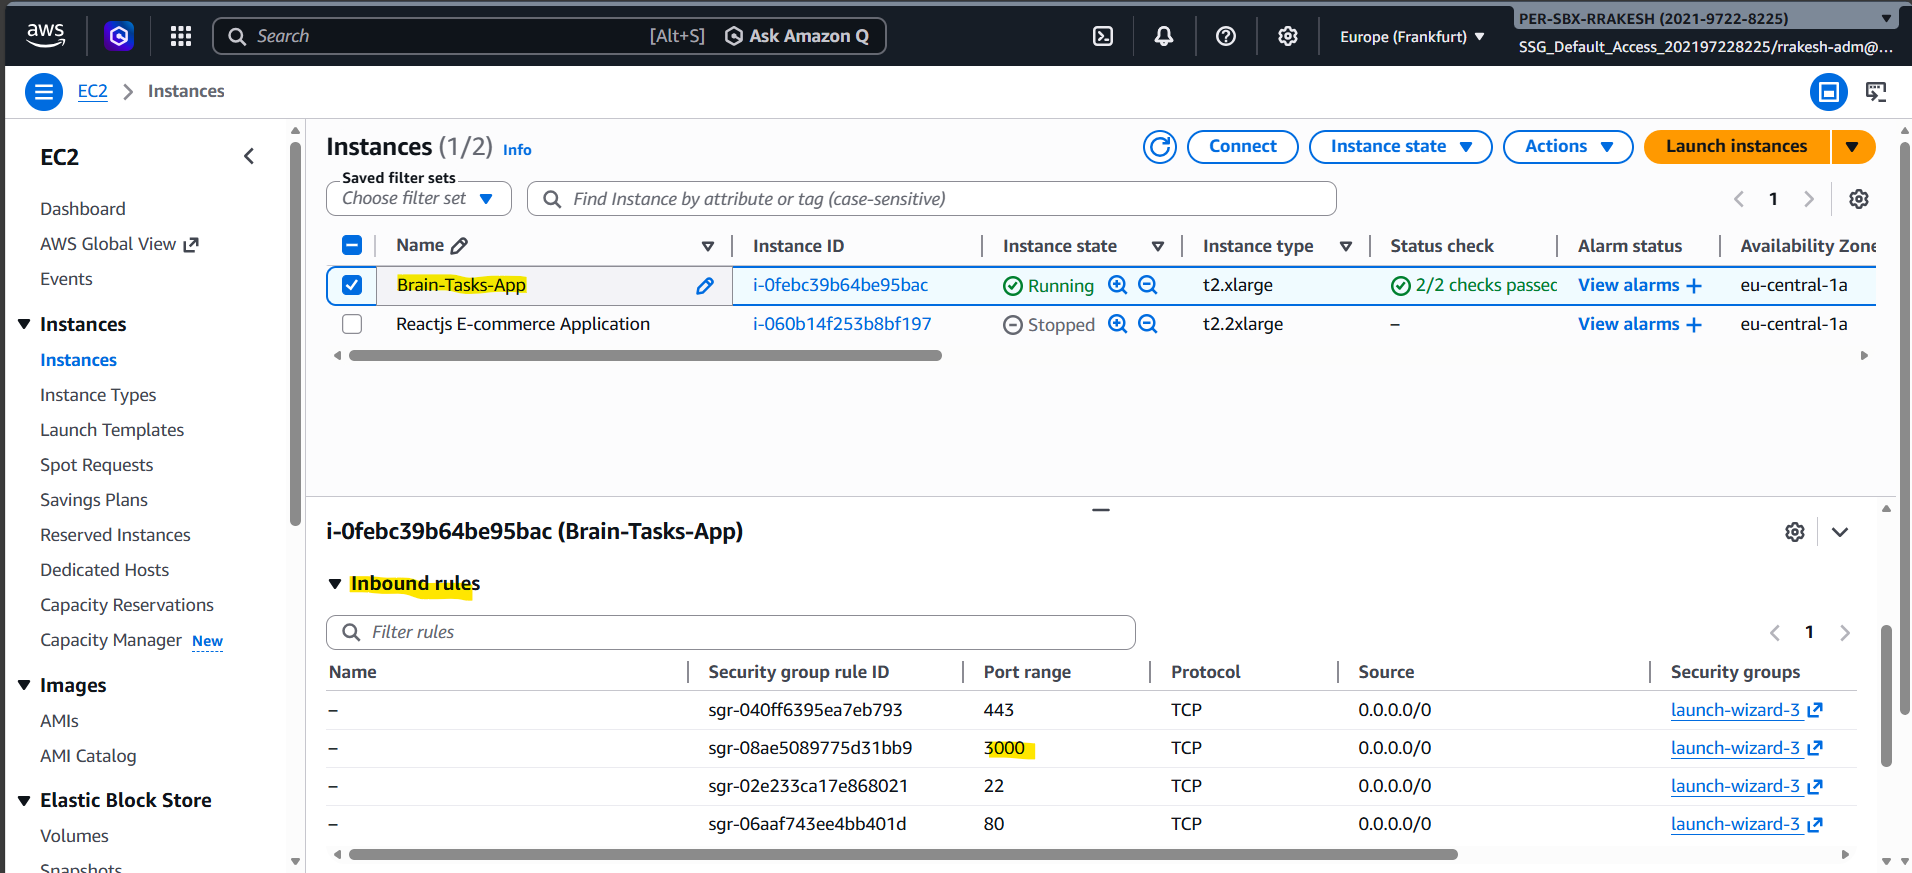 aws
Search [Alt+S] Ask Amazon Q
Europe (Frankfurt)
PER-SBX-RRAKESH (2021-9722-8225)
SSG_Default_Access_202197228225/rrakesh-adm@...
EC2 Instances
EC2
Dashboard
AWS Global View
Events
Instances
Instances
Instance Types
Launch Templates
Spot Requests
Savings Plans
Reserved Instances
Dedicated Hosts
Capacity Reservations
Capacity Manager New
Images
AMIs
AMI Catalog
Elastic Block Store
Volumes
Snapshots
Instances (1/2) Info
Connect Instance state Actions Launch instances
Saved filter sets
Choose filter set Find Instance by attribute or tag (case-sensitive) 1
Name Instance ID Instance state Instance type Status check Alarm status Availability Zone
Brain-Tasks-App i-0febc39b64be95bac Running t2.xlarge 2/2 checks passec View alarms + eu-central-1a
Reactjs E-commerce Application i-060b14f253b8bf197 Stopped t2.2xlarge – View alarms + eu-central-1a
i-0febc39b64be95bac (Brain-Tasks-App)
Inbound rules
Filter rules 1
Name Security group rule ID Port range Protocol Source Security groups
– sgr-040ff6395ea7eb793 443 TCP 0.0.0.0/0 launch-wizard-3
– sgr-08ae5089775d31bb9 3000 TCP 0.0.0.0/0 launch-wizard-3
– sgr-02e233ca17e868021 22 TCP 0.0.0.0/0 launch-wizard-3
– sgr-06aaf743ee4bb401d 80 TCP 0.0.0.0/0 launch-wizard-3